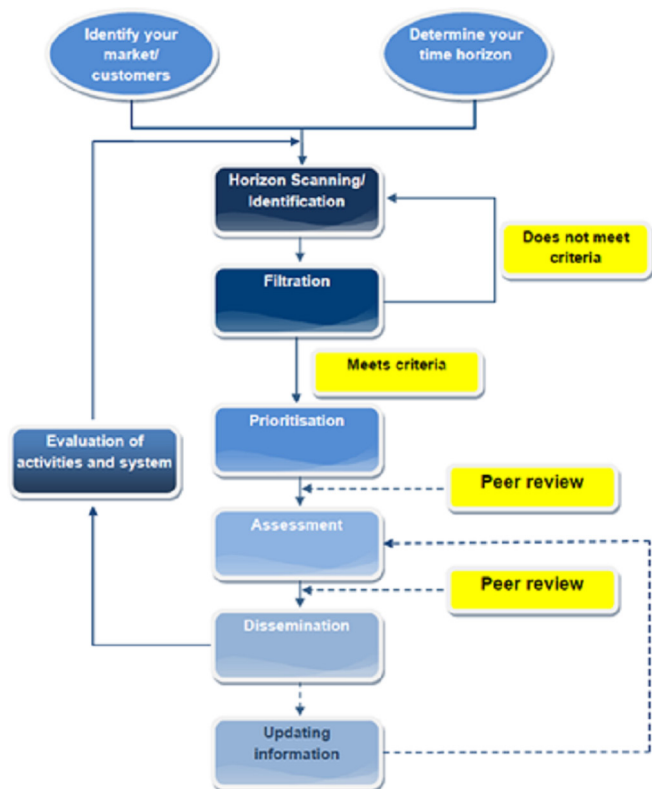 Identify your
market/
customers
Determine your
time horizon
Horizon Scanning/
Identification
Does not meet
criteria
Filtration
Meets criteria
Prioritisation
Evaluation of
activities and system
Peer review
Assessment
Peer review
Dissemination
Updating
information